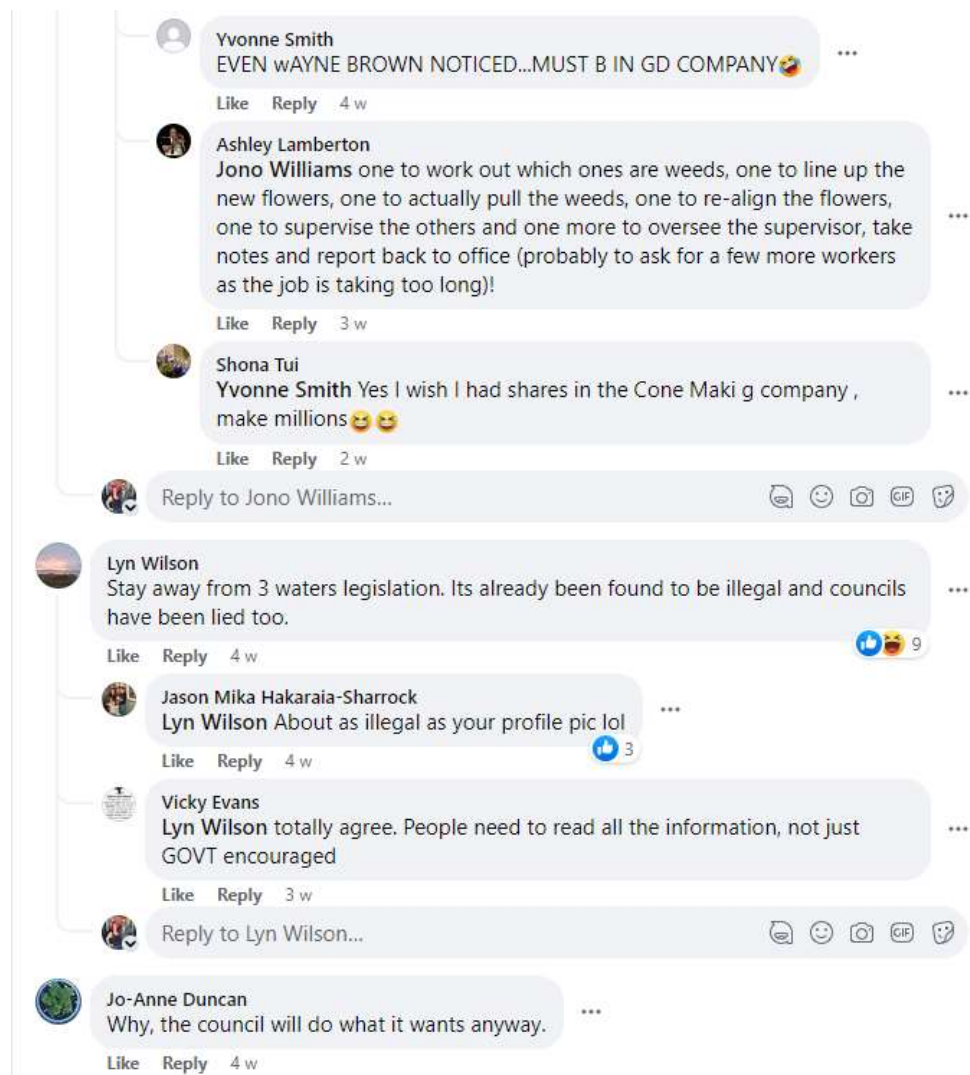 Yvonne Smith
EVEN wAYNE BROWN NOTICED...MUST B IN GD COMPANY🤣
Like Reply 4 w
Ashley Lamberton
Jono Williams one to work out which ones are weeds, one to line up the
new flowers, one to actually pull the weeds, one to re-align the flowers,
one to supervise the others and one more to oversee the supervisor, take
notes and report back to office (probably to ask for a few more workers
as the job is taking too long)!
Like Reply 3 w
Shona Tui
Yvonne Smith Yes I wish I had shares in the Cone Maki g company ,
make millions😆😆
Like Reply 2 w
Reply to Jono Williams...
GIF
Lyn Wilson
Stay away from 3 waters legislation. Its already been found to be illegal and councils
have been lied too.
9
Like Reply 4 w
Jason Mika Hakaraia-Sharrock
Lyn Wilson About as illegal as your profile pic lol
3
Like Reply 4 w
Vicky Evans
Lyn Wilson totally agree. People need to read all the information, not just
GOVT encouraged
Like Reply 3 w
Reply to Lyn Wilson...
GIF
Jo-Anne Duncan
Why, the council will do what it wants anyway.
Like Reply 4 w